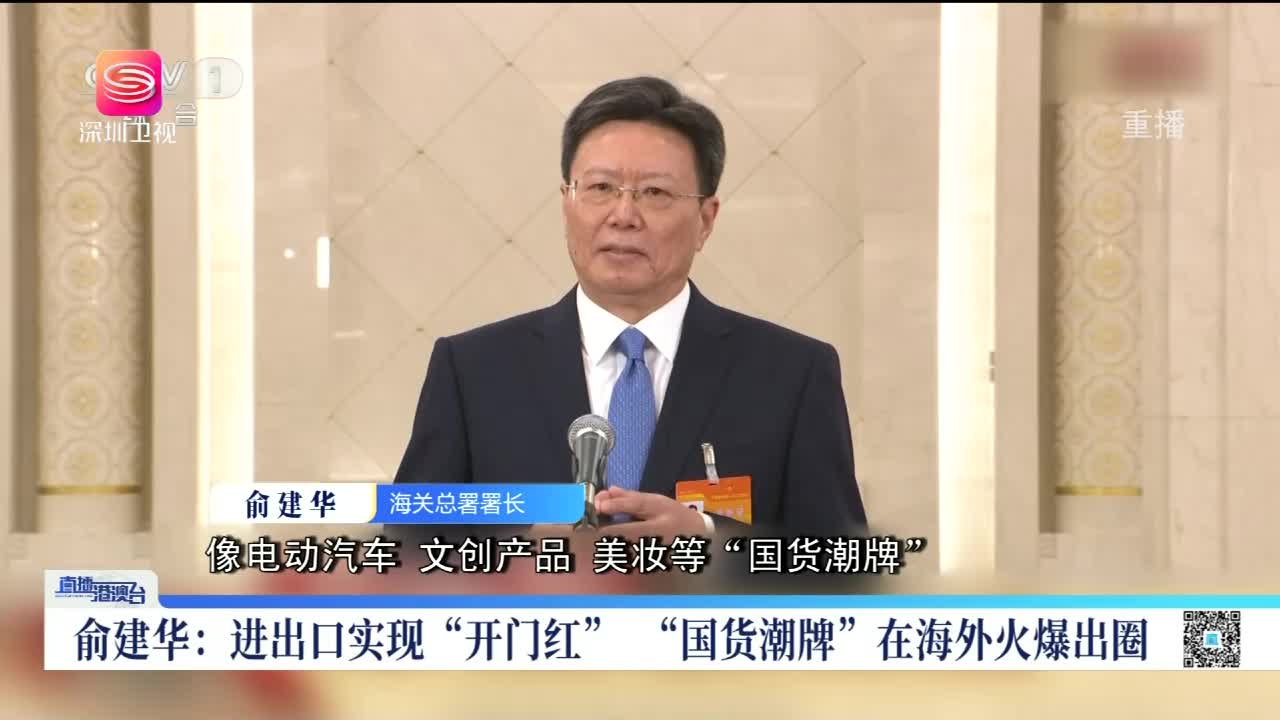 深圳卫视
重播
俞建华
海关总署署长
像电动汽车 文创产品 美妆等“国货潮牌”
直播港澳台
俞建华：进出口实现“开门红” “国货潮牌”在海外火爆出圈